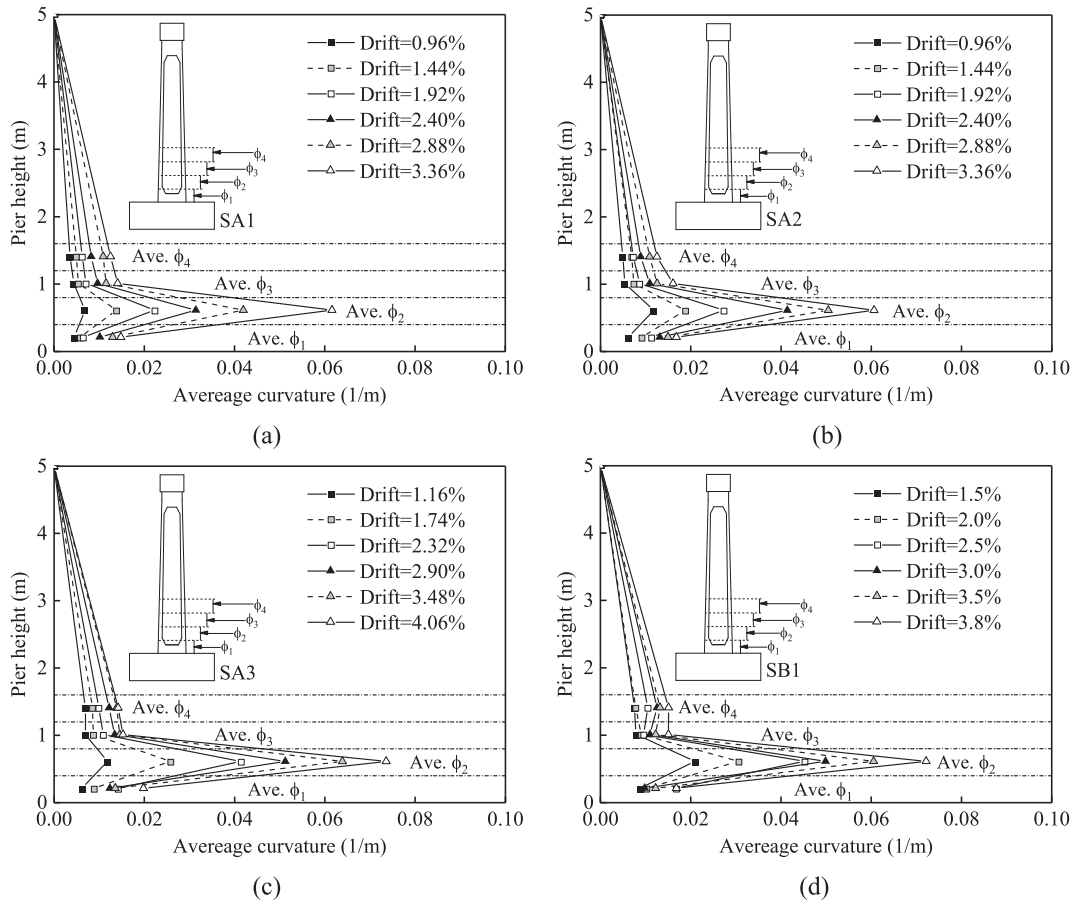 5
4
3
2
1
0
Pier height (m)
Drift=0.96%
Drift=1.44%
Drift=1.92%
Drift=2.40%
Drift=2.88%
Drift=3.36%
ϕ4
ϕ3
ϕ2
ϕ1
SA1
Ave. ϕ4
Ave. ϕ3
Ave. ϕ2
Ave. ϕ1
0.00 0.02 0.04 0.06 0.08 0.10
Avereage curvature (1/m)
(a)
5
4
3
2
1
0
Pier height (m)
Drift=0.96%
Drift=1.44%
Drift=1.92%
Drift=2.40%
Drift=2.88%
Drift=3.36%
ϕ4
ϕ3
ϕ2
ϕ1
SA2
Ave. ϕ4
Ave. ϕ3
Ave. ϕ2
Ave. ϕ1
0.00 0.02 0.04 0.06 0.08 0.10
Avereage curvature (1/m)
(b)
5
4
3
2
1
0
Pier height (m)
Drift=1.16%
Drift=1.74%
Drift=2.32%
Drift=2.90%
Drift=3.48%
Drift=4.06%
ϕ4
ϕ3
ϕ2
ϕ1
SA3
Ave. ϕ4
Ave. ϕ3
Ave. ϕ2
Ave. ϕ1
0.00 0.02 0.04 0.06 0.08 0.10
Avereage curvature (1/m)
(c)
5
4
3
2
1
0
Pier height (m)
Drift=1.5%
Drift=2.0%
Drift=2.5%
Drift=3.0%
Drift=3.5%
Drift=3.8%
ϕ4
ϕ3
ϕ2
ϕ1
SB1
Ave. ϕ4
Ave. ϕ3
Ave. ϕ2
Ave. ϕ1
0.00 0.02 0.04 0.06 0.08 0.10
Avereage curvature (1/m)
(d)